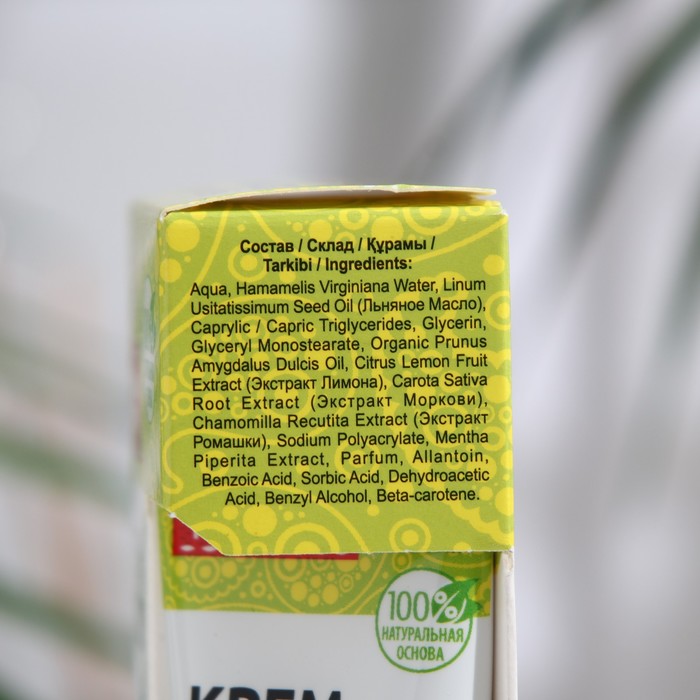 Состав / Склад / Құрамы /
Tarkibi / Ingredients:
Aqua, Hamamelis Virginiana Water, Linum
Usitatissimum Seed Oil (Льняное Масло),
Caprylic / Capric Triglycerides, Glycerin,
Glyceryl Monostearate, Organic Prunus
Amygdalus Dulcis Oil, Citrus Lemon Fruit
Extract (Экстракт Лимона), Carota Sativa
Root Extract (Экстракт Моркови),
Chamomilla Recutita Extract (Экстракт
Ромашки), Sodium Polyacrylate, Mentha
Piperita Extract, Parfum, Allantoin,
Benzoic Acid, Sorbic Acid, Dehydroacetic
Acid, Benzyl Alcohol, Beta-carotene.
100%
НАТУРАЛЬНАЯ
ОСНОВА
КРЕМ